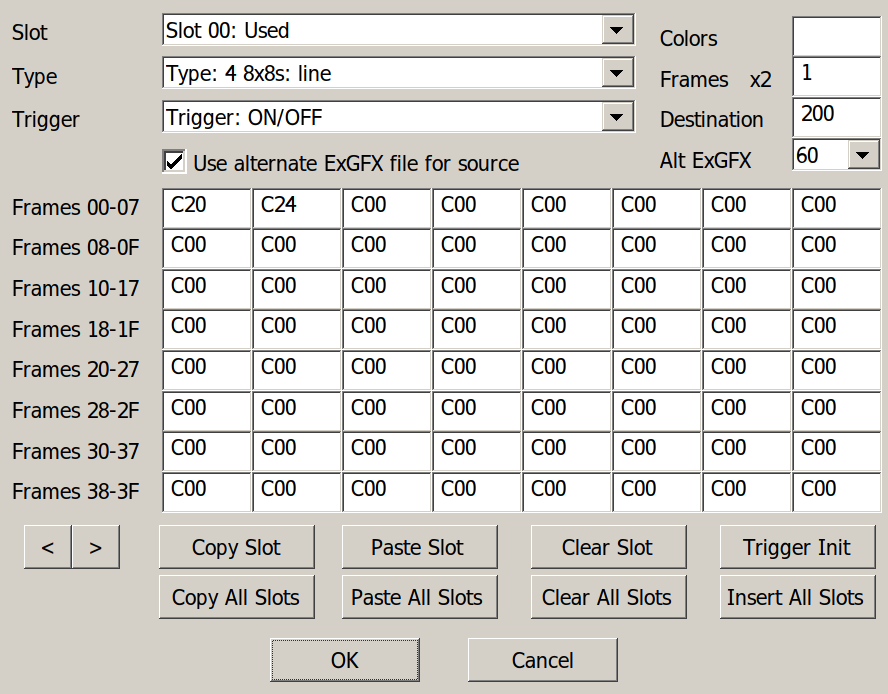 Slot Slot 00: Used Colors
Type Type: 4 8x8s: line Frames x2 1
Trigger Trigger: ON/OFF Destination 200
Use alternate ExGFX file for source Alt ExGFX 60
Frames 00-07 C20 C24 C00 C00 C00 C00 C00 C00
Frames 08-0F C00 C00 C00 C00 C00 C00 C00 C00
Frames 10-17 C00 C00 C00 C00 C00 C00 C00 C00
Frames 18-1F C00 C00 C00 C00 C00 C00 C00 C00
Frames 20-27 C00 C00 C00 C00 C00 C00 C00 C00
Frames 28-2F C00 C00 C00 C00 C00 C00 C00 C00
Frames 30-37 C00 C00 C00 C00 C00 C00 C00 C00
Frames 38-3F C00 C00 C00 C00 C00 C00 C00 C00
< > Copy Slot Paste Slot Clear Slot Trigger Init
Copy All Slots Paste All Slots Clear All Slots Insert All Slots
OK Cancel